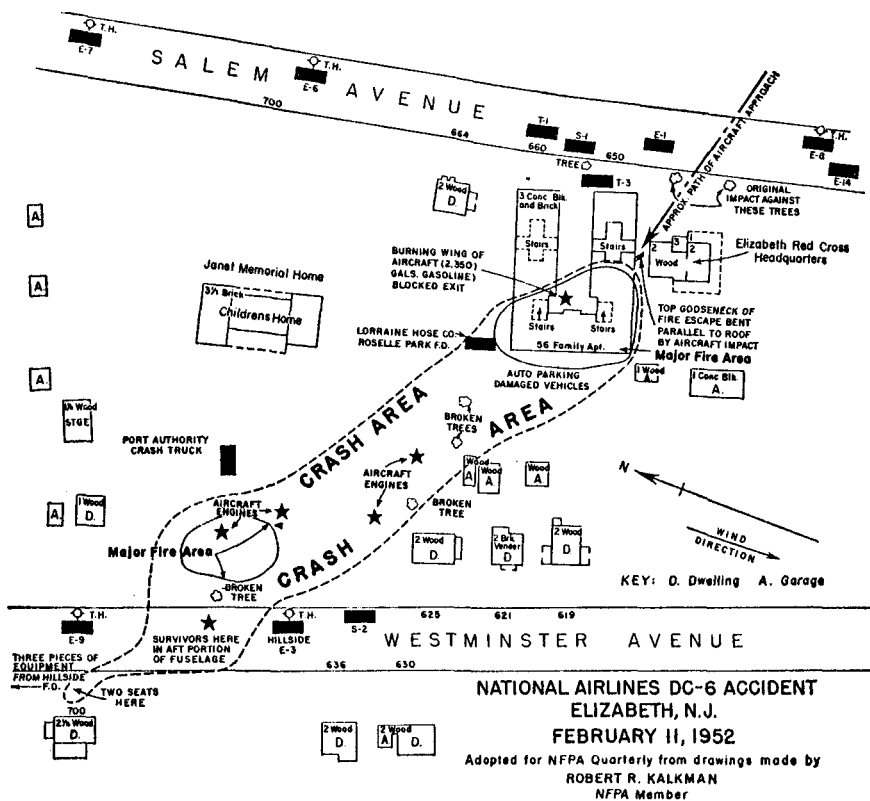 T.H.
E-7
T.H.
E-6
SALEM AVENUE
700
664
660
650
T-1
S-1
E-1
T.H.
E-8
E-14
TREE
T-3
APPROX. PATH OF AIRCRAFT APPROACH
ORIGINAL
IMPACT AGAINST
THESE TREES
2 Wood
D.
3 Conc Blk.
and Brick
Stairs
Stairs
2
3
2
Wood
Elizabeth Red Cross
Headquarters
A.
A.
A.
BURNING WING OF
AIRCRAFT (2,350)
GALS. GASOLINE)
BLOCKED EXIT
Janet Memorial Home
3½ Brick
Childrens Home
Stairs
Stairs
TOP GODSENECK OF
FIRE ESCAPE BENT
PARALLEL TO ROOF
BY AIRCRAFT IMPACT
LORRAINE HOSE CO.
ROSELLE PARK F.D.
56 Family Apt.
Major Fire Area
AUTO PARKING
DAMAGED VEHICLES
1 Wood
A.
1 Conc Blk.
A.
1½ Wood
STGE
CRASH AREA
CRASH AREA
BROKEN
TREES
PORT AUTHORITY
CRASH TRUCK
AIRCRAFT
ENGINES
Wood
A
Wood
A
Wood
A
N
A
1 Wood
D.
AIRCRAFT
ENGINES
BROKEN
TREE
Major Fire Area
2 Wood
D.
2 Brk.
Veneer
D
2 Wood
D
WIND
DIRECTION
KEY: D. Dwelling A. Garage
BROKEN
TREE
T.H.
E-9
SURVIVORS HERE
IN AFT PORTION
OF FUSELAGE
T.H.
HILLSIDE
E-3
S-2
625
621
619
WESTMINSTER AVENUE
636
630
THREE PIECES OF
EQUIPMENT
FROM HILLSIDE
F.D.
TWO SEATS
HERE
700
2½ Wood
D.
2 Wood
D.
2 Wood
A
D.
NATIONAL AIRLINES DC-6 ACCIDENT
ELIZABETH, N.J.
FEBRUARY 11, 1952
Adopted for NFPA Quarterly from drawings made by
ROBERT R. KALKMAN
NFPA Member